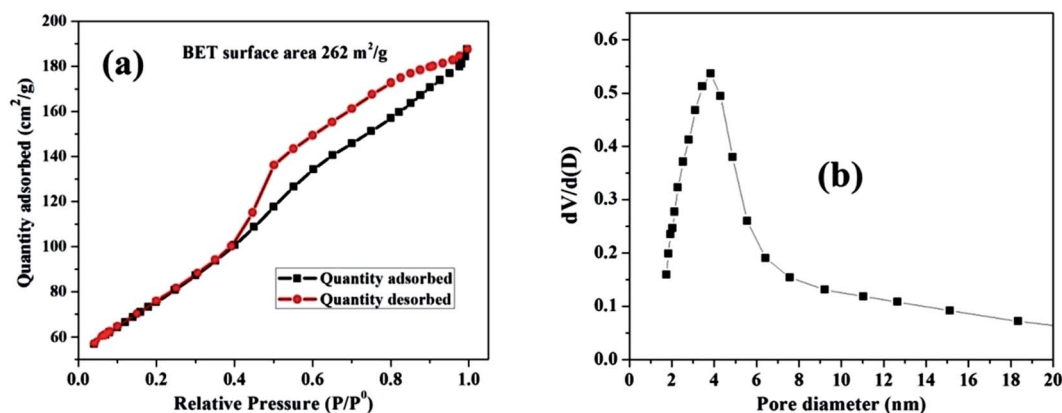 (a)
BET surface area 262 m²/g
Quantity adsorbed (cm²/g)
200
180
160
140
120
100
80
60
Quantity adsorbed
Quantity desorbed
0.0 0.2 0.4 0.6 0.8 1.0
Relative Pressure (P/P⁰)
(b)
dV/d(D)
0.6
0.5
0.4
0.3
0.2
0.1
0.0
0 2 4 6 8 10 12 14 16 18 20
Pore diameter (nm)